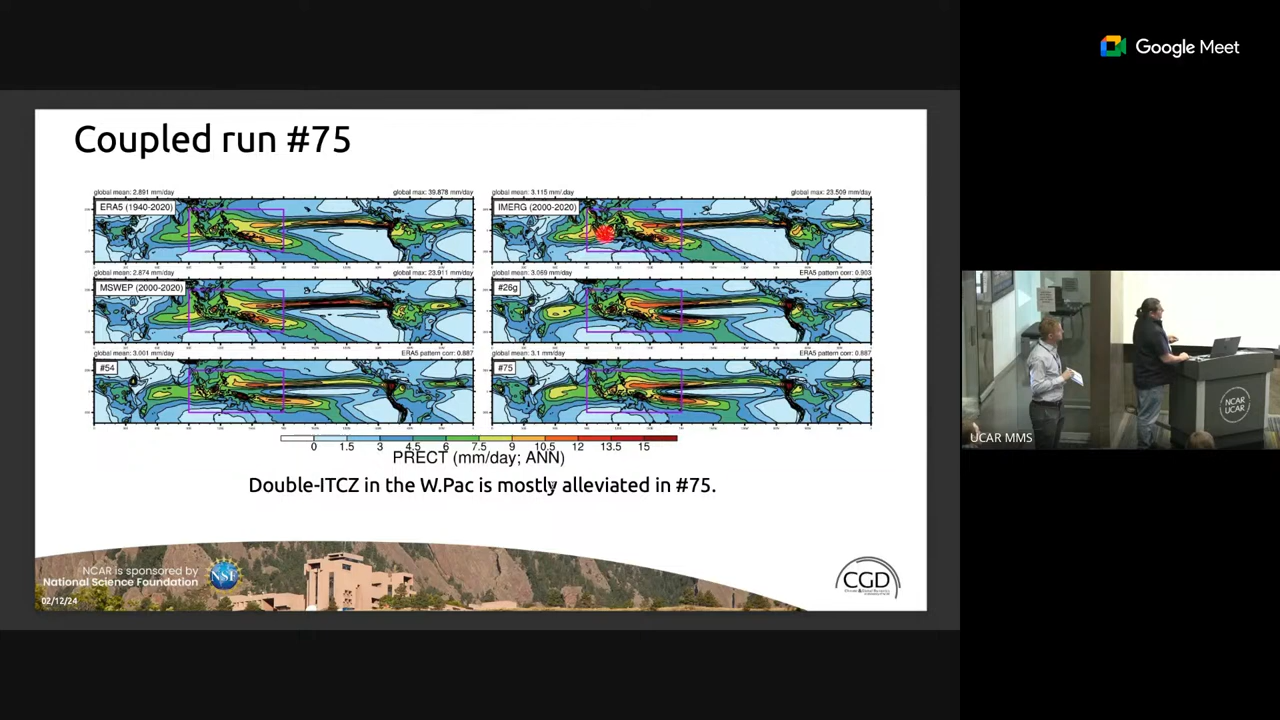 Google Meet
Coupled run #75
global mean: 2.891 mm/day
global max: 39.878 mm/day
ERA5 (1940-2020)
global mean: 3.115 mm/day
global max: 23.509 mm/day
IMERG (2000-2020)
global mean: 2.874 mm/day
global max: 23.911 mm/day
MSWEP (2000-2020)
global mean: 3.069 mm/day
ERA5 pattern corr: 0.903
#26g
global mean: 3.001 mm/day
ERA5 pattern corr: 0.887
#54
global mean: 3.1 mm/day
ERA5 pattern corr: 0.887
#75
0 1.5 3 4.5 6 7.5 9 10.5 12 13.5 15
PRECT (mm/day; ANN)
Double-ITCZ in the W.Pac is mostly alleviated in #75.
NCAR is sponsored by
National Science Foundation
NSF
02/12/24
CGD
NCAR
UCAR
UCAR MMS